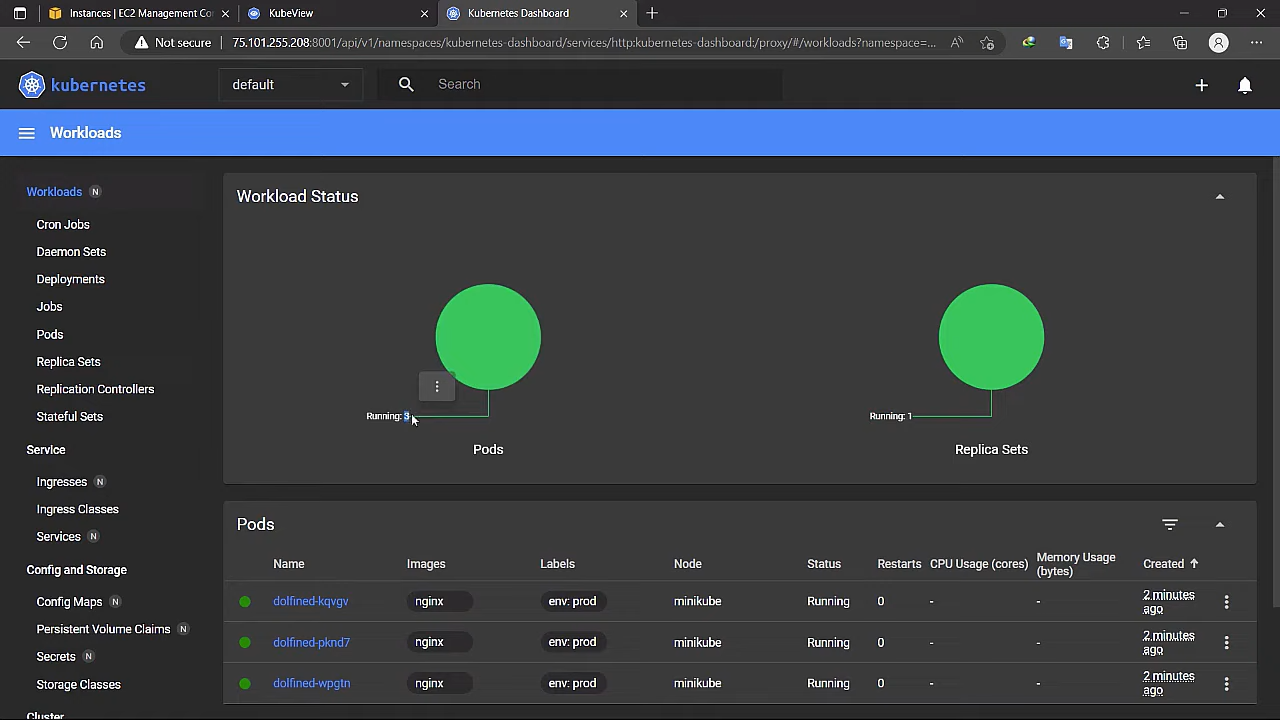 Instances | EC2 Management Co
KubeView
Kubernetes Dashboard
Not secure
75.101.255.208:8001/api/v1/namespaces/kubernetes-dashboard/services/http:kubernetes-dashboard:/proxy/#/workloads?namespace=...
kubernetes
default
Search
Workloads
Workloads N
Cron Jobs
Daemon Sets
Deployments
Jobs
Pods
Replica Sets
Replication Controllers
Stateful Sets
Service
Ingresses N
Ingress Classes
Services N
Config and Storage
Config Maps N
Persistent Volume Claims N
Secrets N
Storage Classes
Cluster
Workload Status
Running: 3
Pods
Running: 1
Replica Sets
Pods
Name Images Labels Node Status Restarts CPU Usage (cores) Memory Usage (bytes) Created
dolfined-kqvgv nginx env: prod minikube Running 0 - - 2 minutes ago
dolfined-pknd7 nginx env: prod minikube Running 0 - - 2 minutes ago
dolfined-wpgtn nginx env: prod minikube Running 0 - - 2 minutes ago